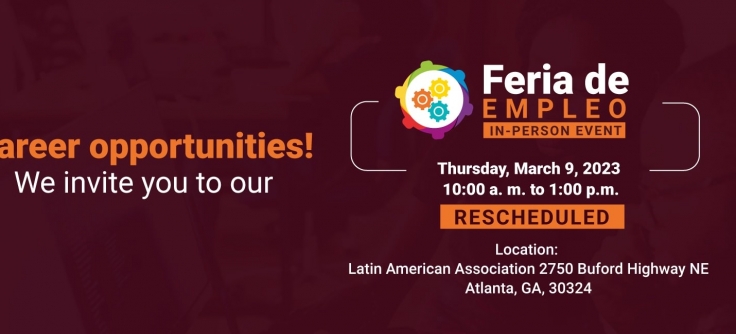 areer opportunities!
We invite you to our
Feria de
EMPLEO
IN-PERSON EVENT
Thursday, March 9, 2023
10:00 a. m. to 1:00 p.m.
RESCHEDULED
Location:
Latin American Association 2750 Buford Highway NE
Atlanta, GA, 30324